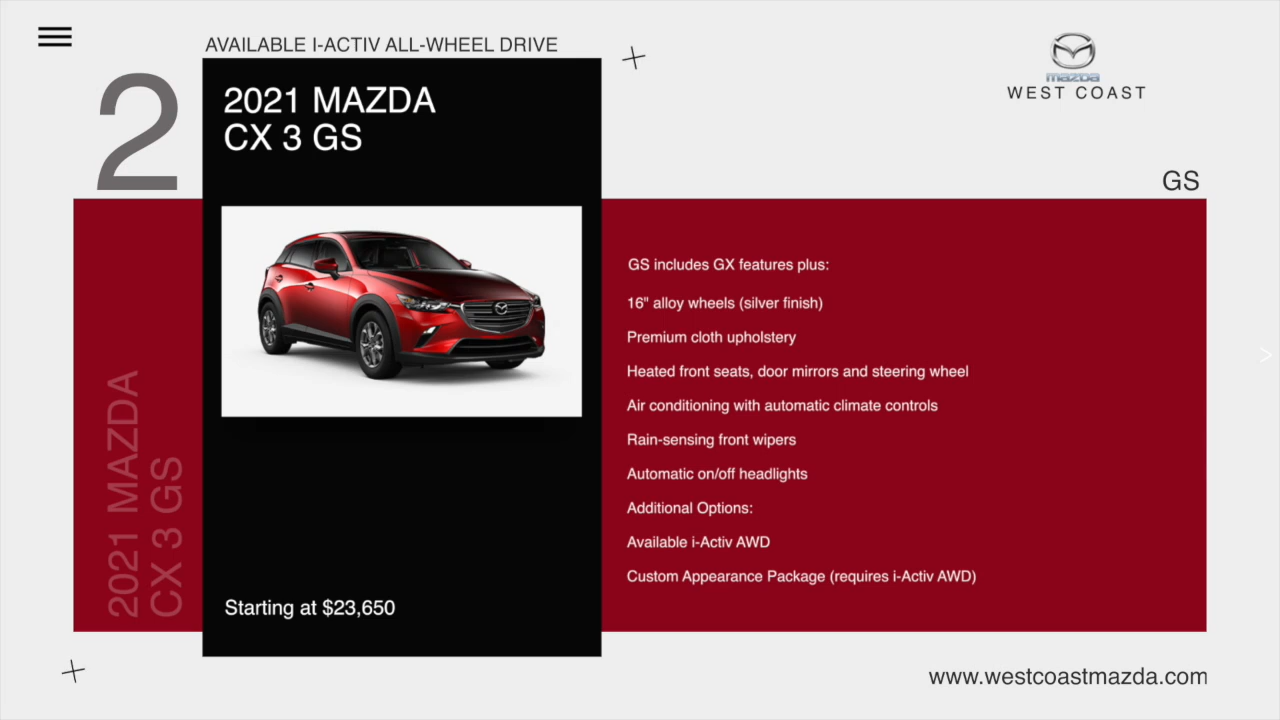 AVAILABLE I-ACTIV ALL-WHEEL DRIVE
2
2021 MAZDA
CX 3 GS
mazda
WEST COAST
GS
2021 MAZDA
CX 3 GS
GS includes GX features plus:
16" alloy wheels (silver finish)
Premium cloth upholstery
Heated front seats, door mirrors and steering wheel
Air conditioning with automatic climate controls
Rain-sensing front wipers
Automatic on/off headlights
Additional Options:
Available i-Activ AWD
Custom Appearance Package (requires i-Activ AWD)
Starting at $23,650
www.westcoastmazda.com